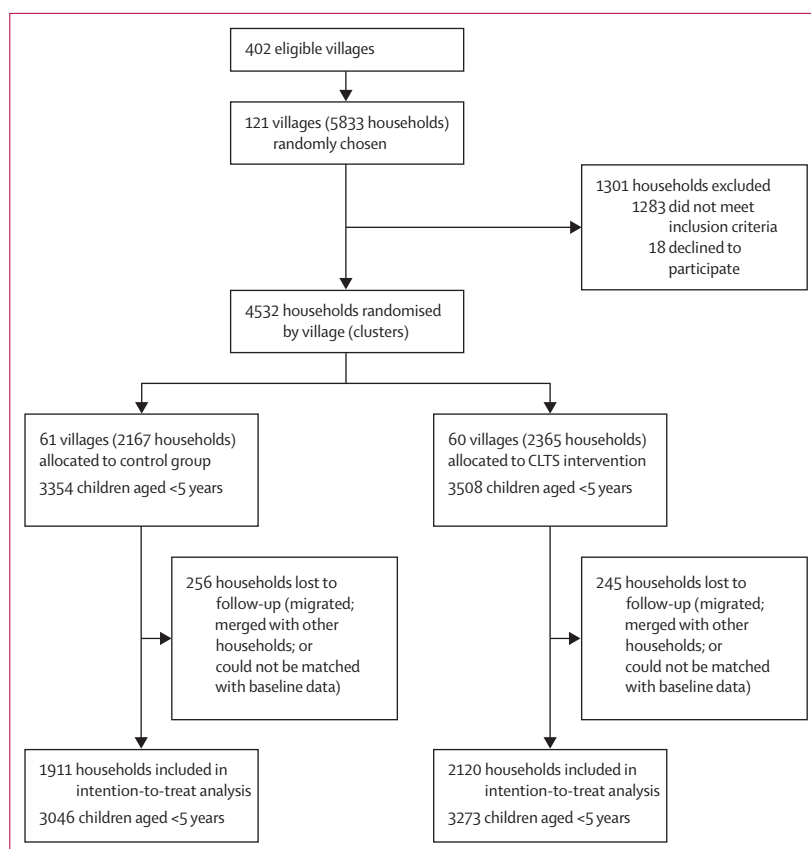 402 eligible villages
121 villages (5833 households)
randomly chosen
1301 households excluded
1283 did not meet
inclusion criteria
18 declined to
participate
4532 households randomised
by village (clusters)
61 villages (2167 households)
allocated to control group
3354 children aged <5 years
60 villages (2365 households)
allocated to CLTS intervention
3508 children aged <5 years
256 households lost to
follow-up (migrated;
merged with other
households; or
could not be matched
with baseline data)
245 households lost to
follow-up (migrated;
merged with other
households; or
could not be matched
with baseline data)
1911 households included in
intention-to-treat analysis
3046 children aged <5 years
2120 households included in
intention-to-treat analysis
3273 children aged <5 years